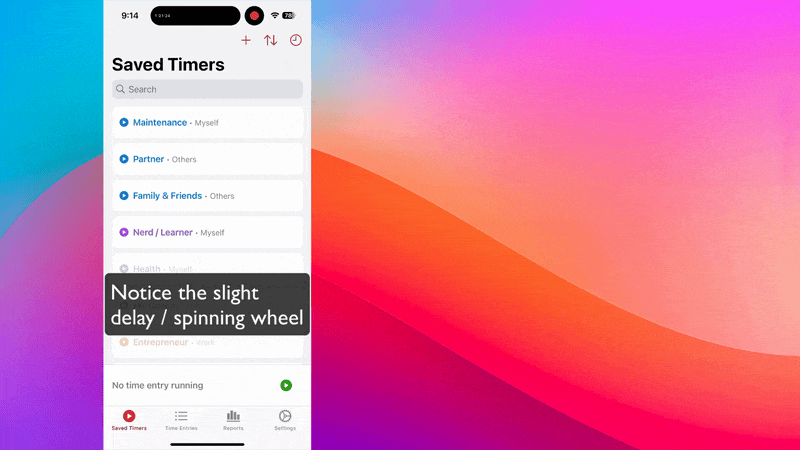 9:14
01:24
78
Saved Timers
Search
Maintenance • Myself
Partner • Others
Family & Friends • Others
Nerd / Learner • Myself
Health • Myself
Notice the slight
delay / spinning wheel
Entrepreneur • Work
No time entry running
Saved Timers
Time Entries
Reports
Settings